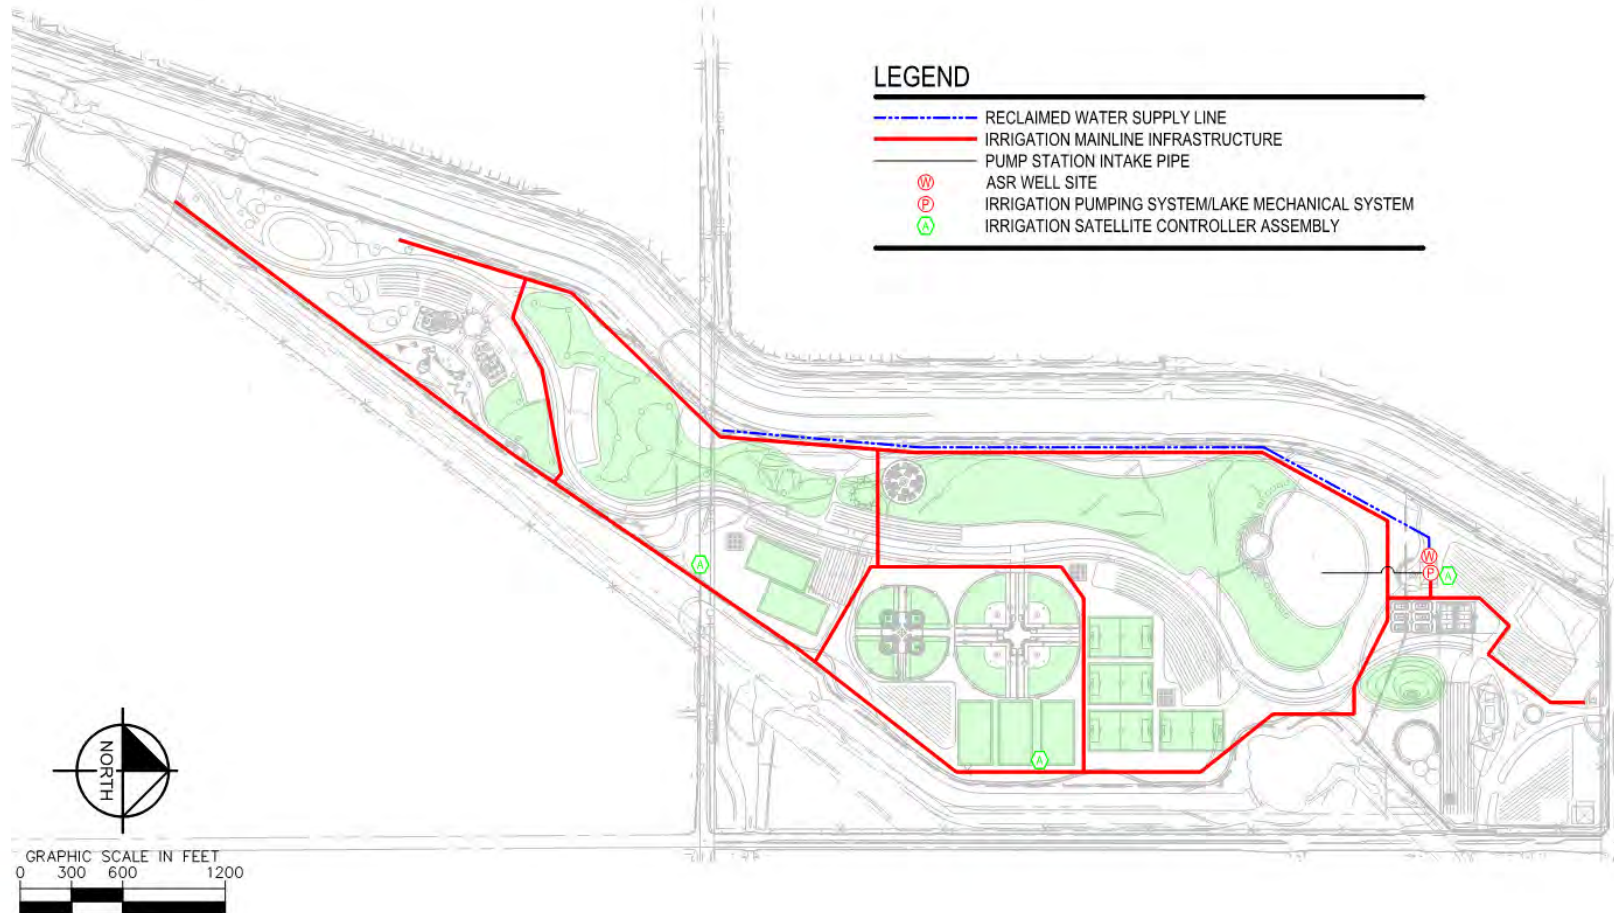 LEGEND
RECLAIMED WATER SUPPLY LINE
IRRIGATION MAINLINE INFRASTRUCTURE
PUMP STATION INTAKE PIPE
W ASR WELL SITE
P IRRIGATION PUMPING SYSTEM/LAKE MECHANICAL SYSTEM
A IRRIGATION SATELLITE CONTROLLER ASSEMBLY
A
W
P
A
A
NORTH
GRAPHIC SCALE IN FEET
0 300 600 1200